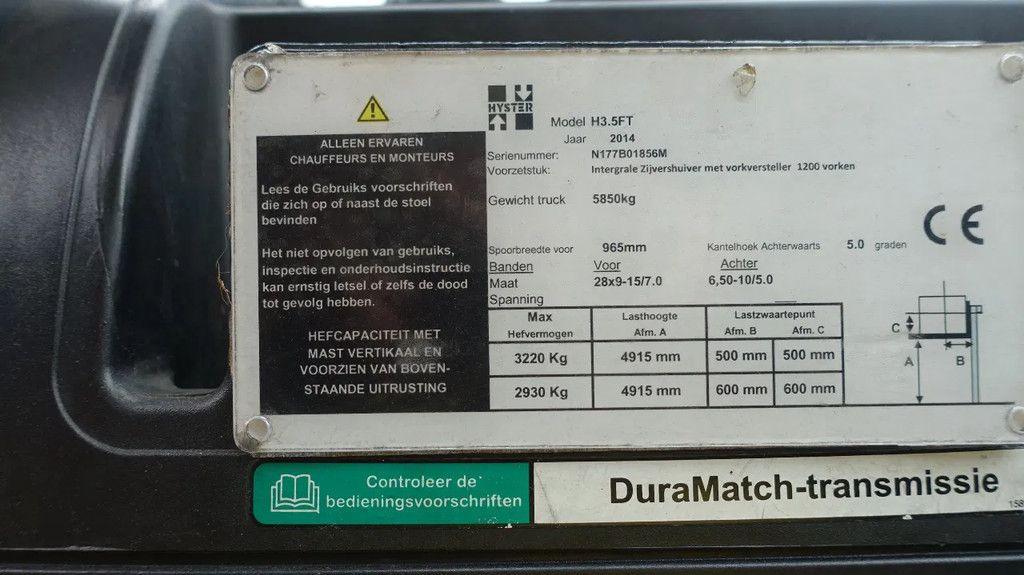 ALLEEN ERVAREN
CHAUFFEURS EN MONTEURS
Lees de Gebruiks voorschriften
die zich op of naast de stoel
bevinden
Het niet opvolgen van gebruiks,
inspectie en onderhoudsinstructie
kan ernstig letsel of zelfs de dood
tot gevolg hebben.
HEFCAPACITEIT MET
MAST VERTIKAAL EN
VOORZIEN VAN BOVEN-
STAANDE UITRUSTING
HYSTER
Model H3.5FT
Jaar 2014
Serienummer: N177B01856M
Voorzetstuk: Intergrale Zijvershuiver met vorkversteller 1200 vorken
Gewicht truck 5850kg
CE
Spoorbreedte voor 965mm Kantelhoek Achterwaarts 5.0 graden
Banden Voor Achter
Maat 28x9-15/7.0 6,50-10/5.0
Spanning
Max Lasthoogte Lastzwaartepunt
Hefvermogen Afm. A Afm. B Afm. C
3220 Kg 4915 mm 500 mm 500 mm
2930 Kg 4915 mm 600 mm 600 mm
C
A B
Controleer de
bedieningsvoorschriften
DuraMatch-transmissie